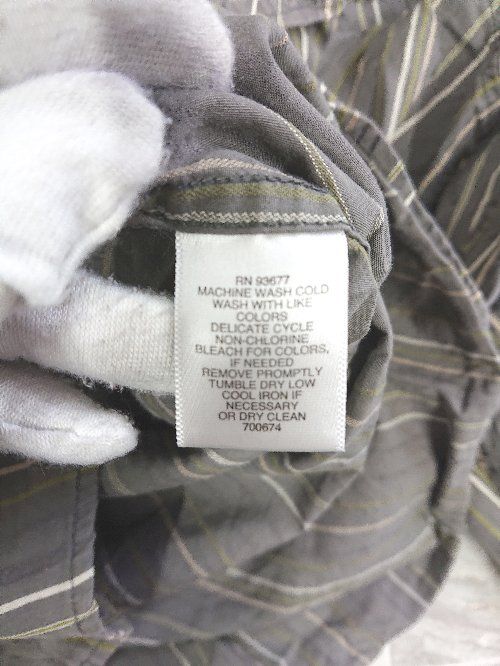 RN 93677
MACHINE WASH COLD
WASH WITH LIKE
COLORS
DELICATE CYCLE
NON-CHLORINE
BLEACH FOR COLORS,
IF NEEDED
REMOVE PROMPTLY
TUMBLE DRY LOW
COOL IRON IF
NECESSARY
OR DRY CLEAN
700674